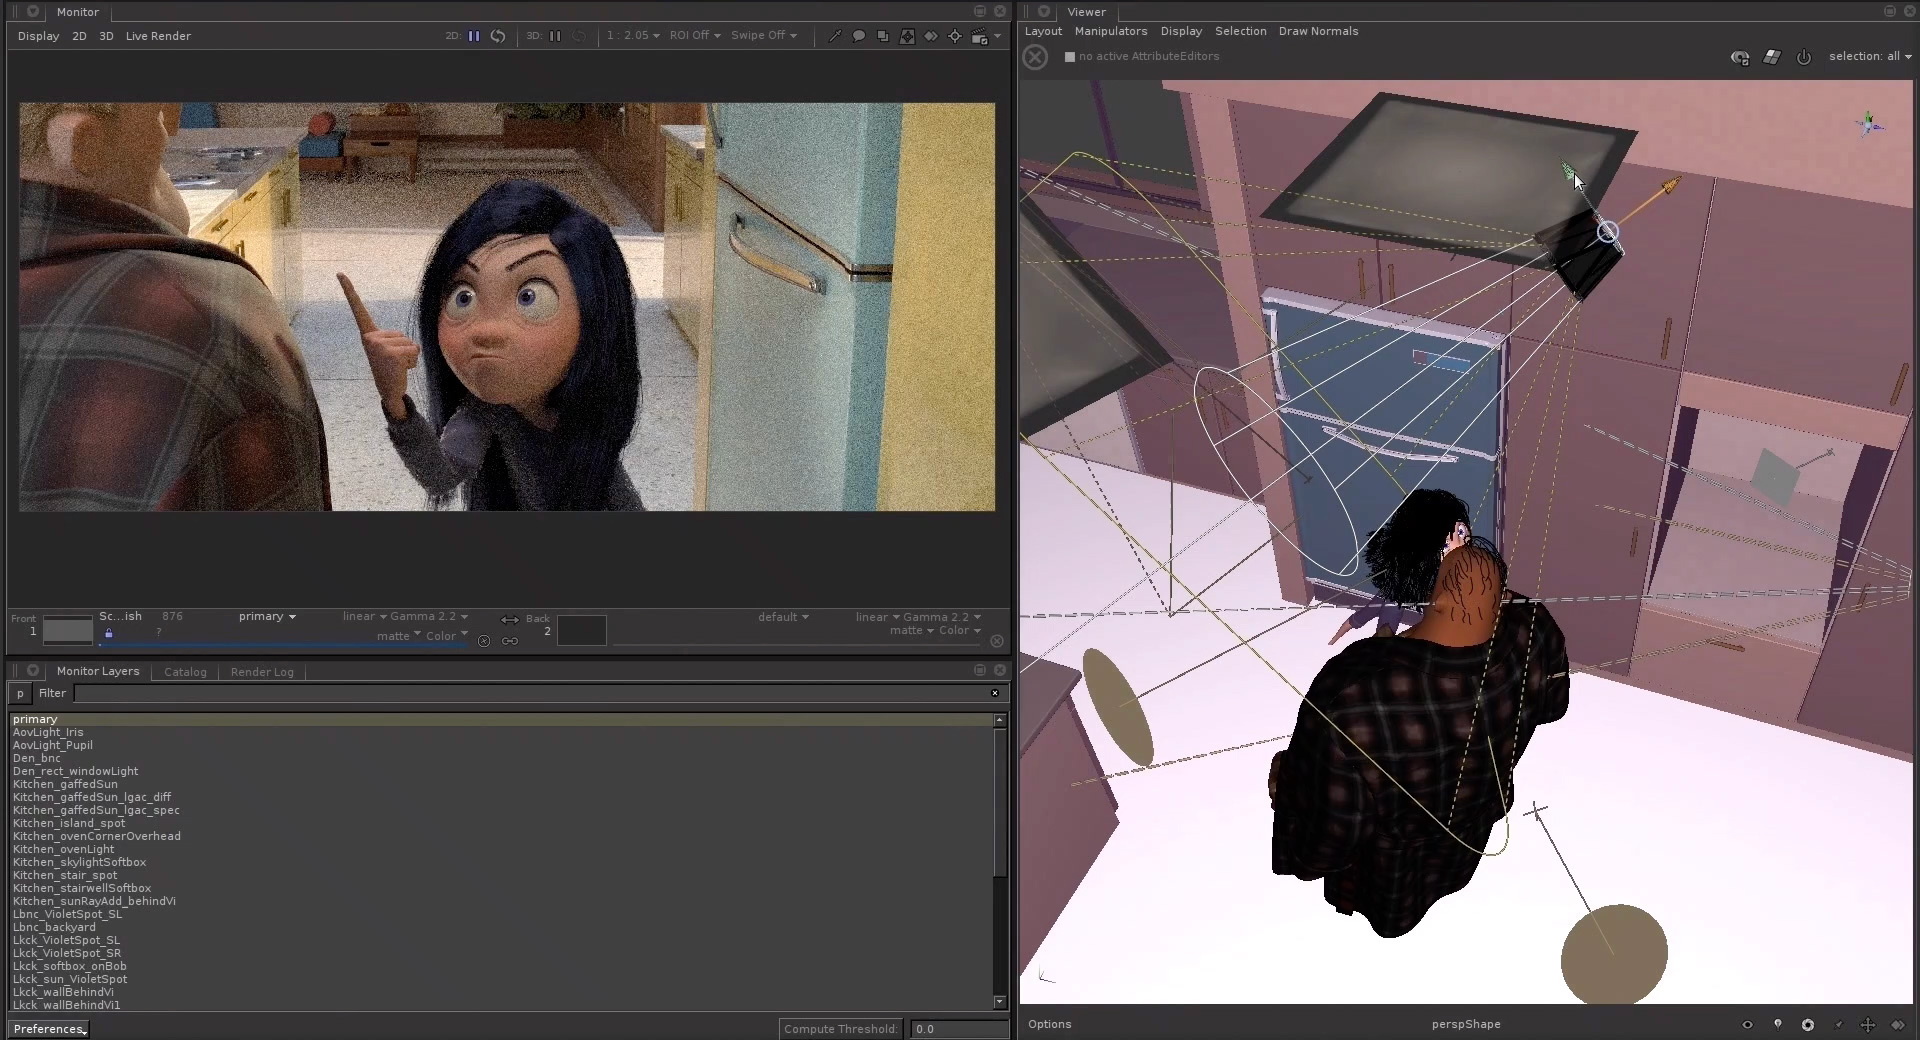 Monitor
Display 2D 3D Live Render 2D: 3D: 1 : 2.05 ROI Off Swipe Off
Front
1
Sc...ish 876 primary linear Gamma 2.2
? matte Color
Back
2
default linear Gamma 2.2
matte Color
Monitor Layers Catalog Render Log
p Filter
primary
AovLight_Iris
AovLight_Pupil
Den_bnc
Den_rect_windowLight
Kitchen_gaffedSun
Kitchen_gaffedSun_lgac_diff
Kitchen_gaffedSun_lgac_spec
Kitchen_island_spot
Kitchen_ovenCornerOverhead
Kitchen_ovenLight
Kitchen_skylightSoftbox
Kitchen_stair_spot
Kitchen_stairwellSoftbox
Kitchen_sunRayAdd_behindVi
Lbnc_VioletSpot_SL
Lbnc_backyard
Lkck_VioletSpot_SL
Lkck_VioletSpot_SR
Lkck_softbox_onBob
Lkck_sun_VioletSpot
Lkck_wallBehindVi
Lkck_wallBehindVi1
Preferences Compute Threshold: 0.0
Viewer
Layout Manipulators Display Selection Draw Normals
no active AttributeEditors selection: all
Options perspShape